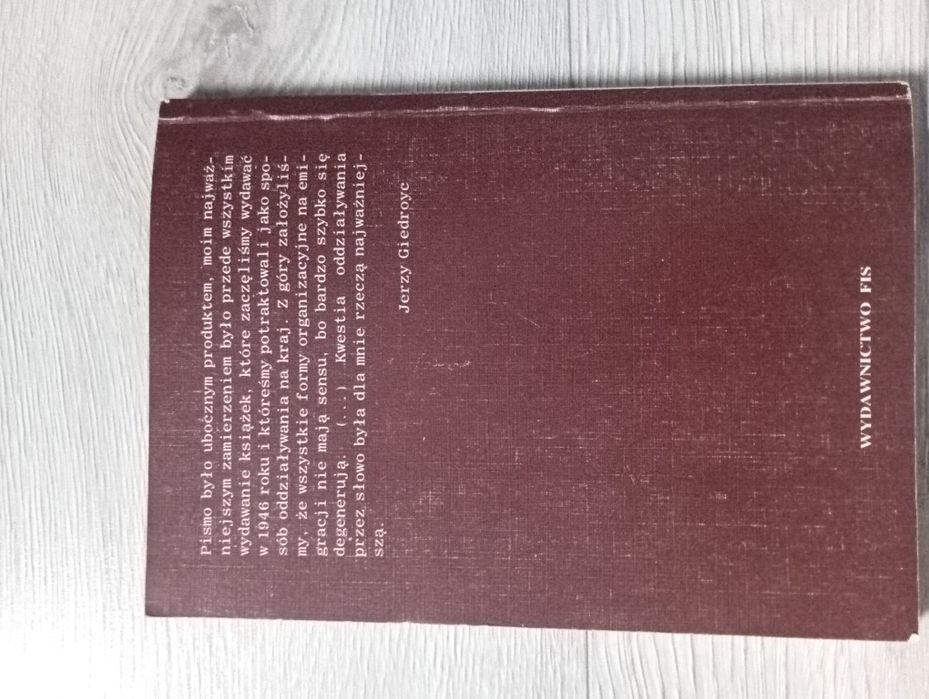 Pismo było ubocznym produktem, moim najważ-
niejszym zamierzeniem było przede wszystkim
wydawanie książek, które zaczęliśmy wydawać
w 1946 roku i któreśmy potraktowali jako spo-
sób oddziaływania na kraj. Z góry założyliś-
my, że wszystkie formy organizacyjne na emi-
gracji nie mają sensu, bo bardzo szybko się
degenerują. (...) Kwestia oddziaływania
przez słowo była dla mnie rzeczą najważniej-
szą.
Jerzy Giedroyc
WYDAWNICTWO FIS